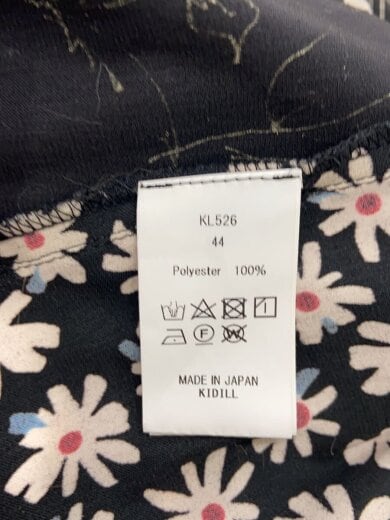 KL526
44
Polyester 100%
MADE IN JAPAN
KIDILL